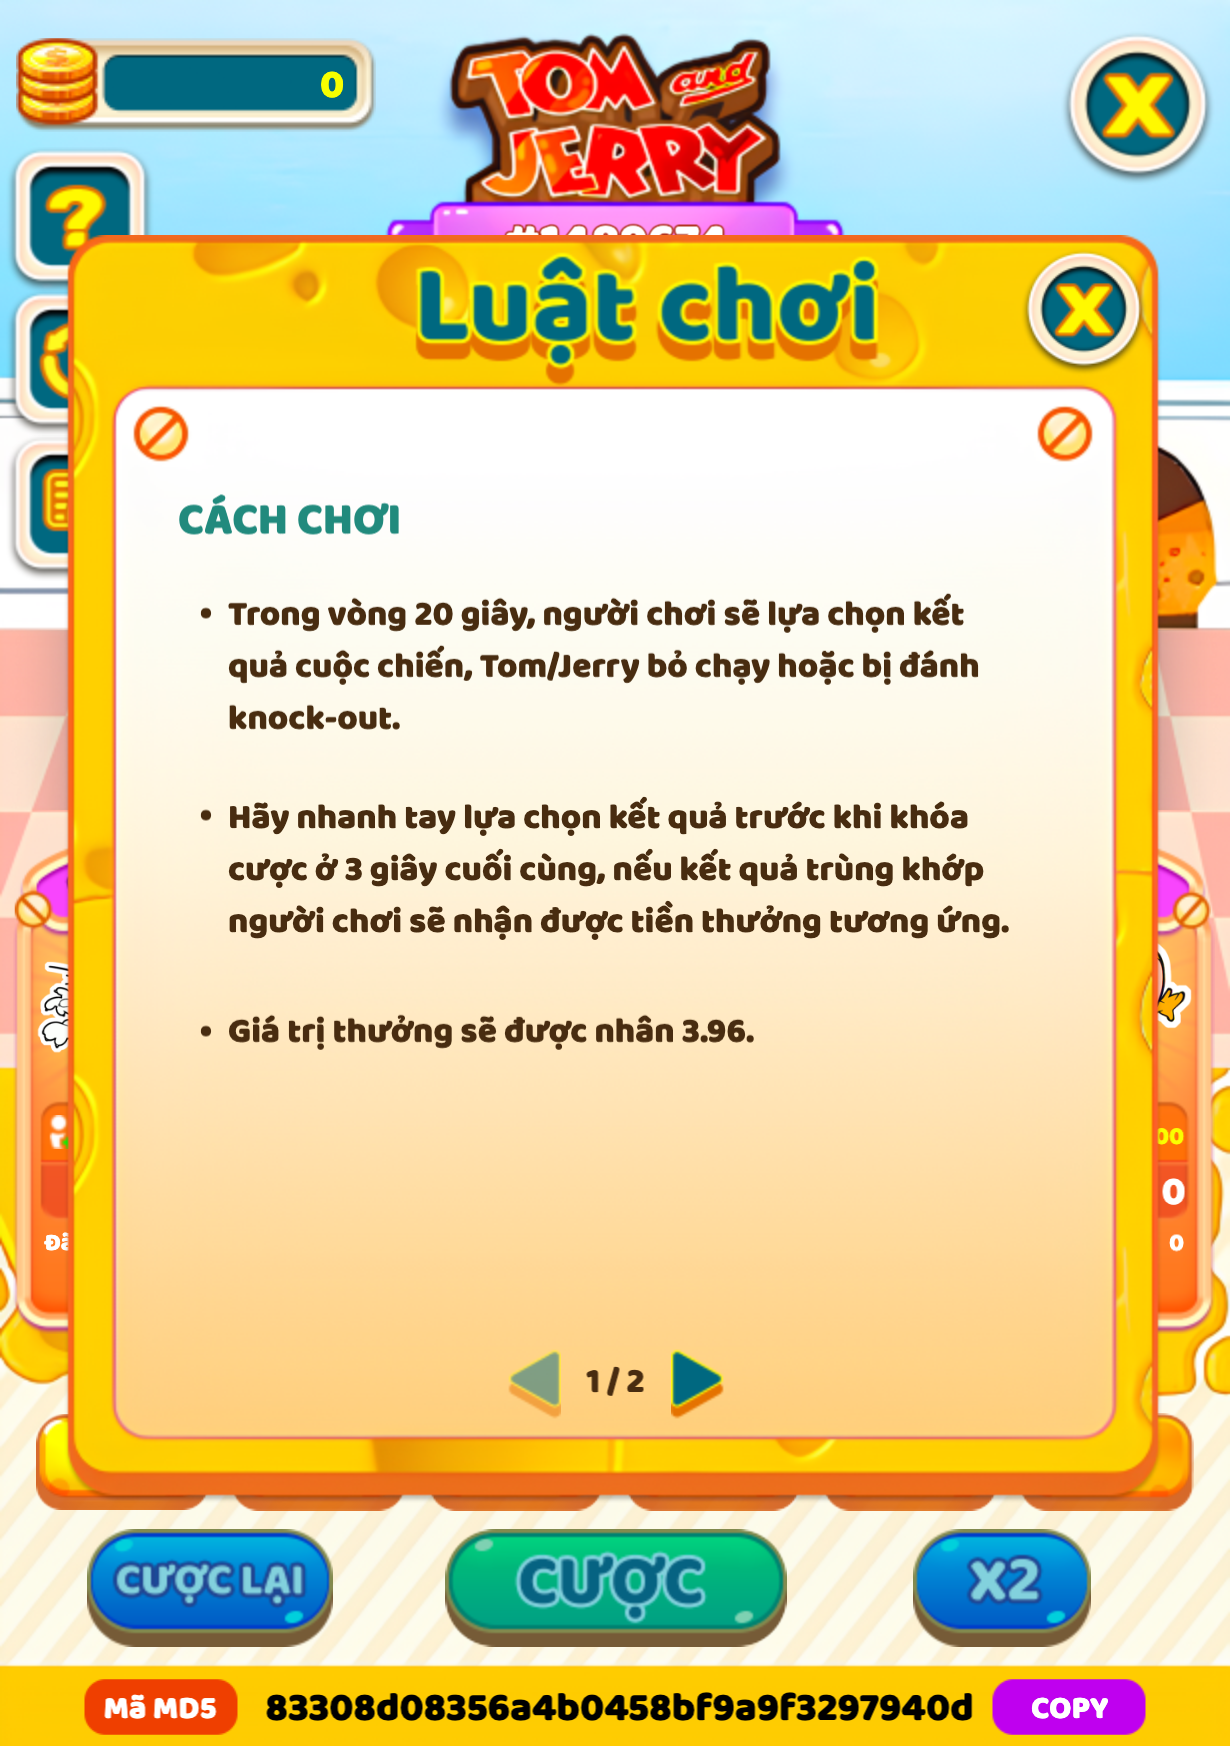 0
TOM and
JERRY
Luật chơi
CÁCH CHƠI
• Trong vòng 20 giây, người chơi sẽ lựa chọn kết
quả cuộc chiến, Tom/Jerry bỏ chạy hoặc bị đánh
knock-out.
• Hãy nhanh tay lựa chọn kết quả trước khi khóa
cược ở 3 giây cuối cùng, nếu kết quả trùng khớp
người chơi sẽ nhận được tiền thưởng tương ứng.
• Giá trị thưởng sẽ được nhân 3.96.
00
0
0
1 / 2
CƯỢC LẠI
CƯỢC
X2
Mã MD5
83308d08356a4b0458bf9a9f3297940d
COPY